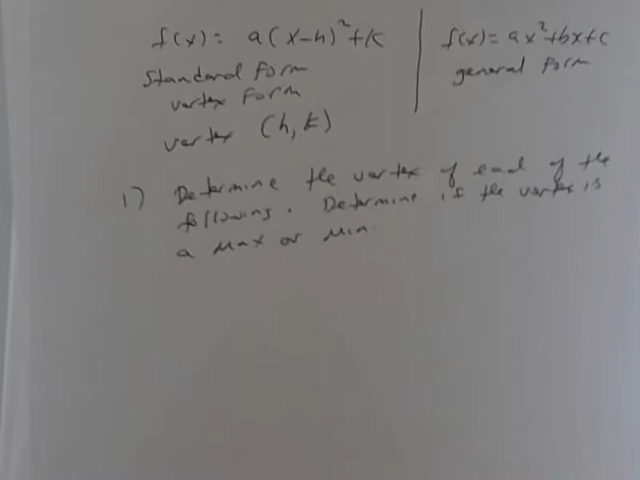 f(x) = a(x-h)²+k
Standard form
vertex form
vertex (h, k)
f(x) = ax²+bx+c
general form
1) Determine the vertex of each of the
following. Determine if the vertex is
a max or min.